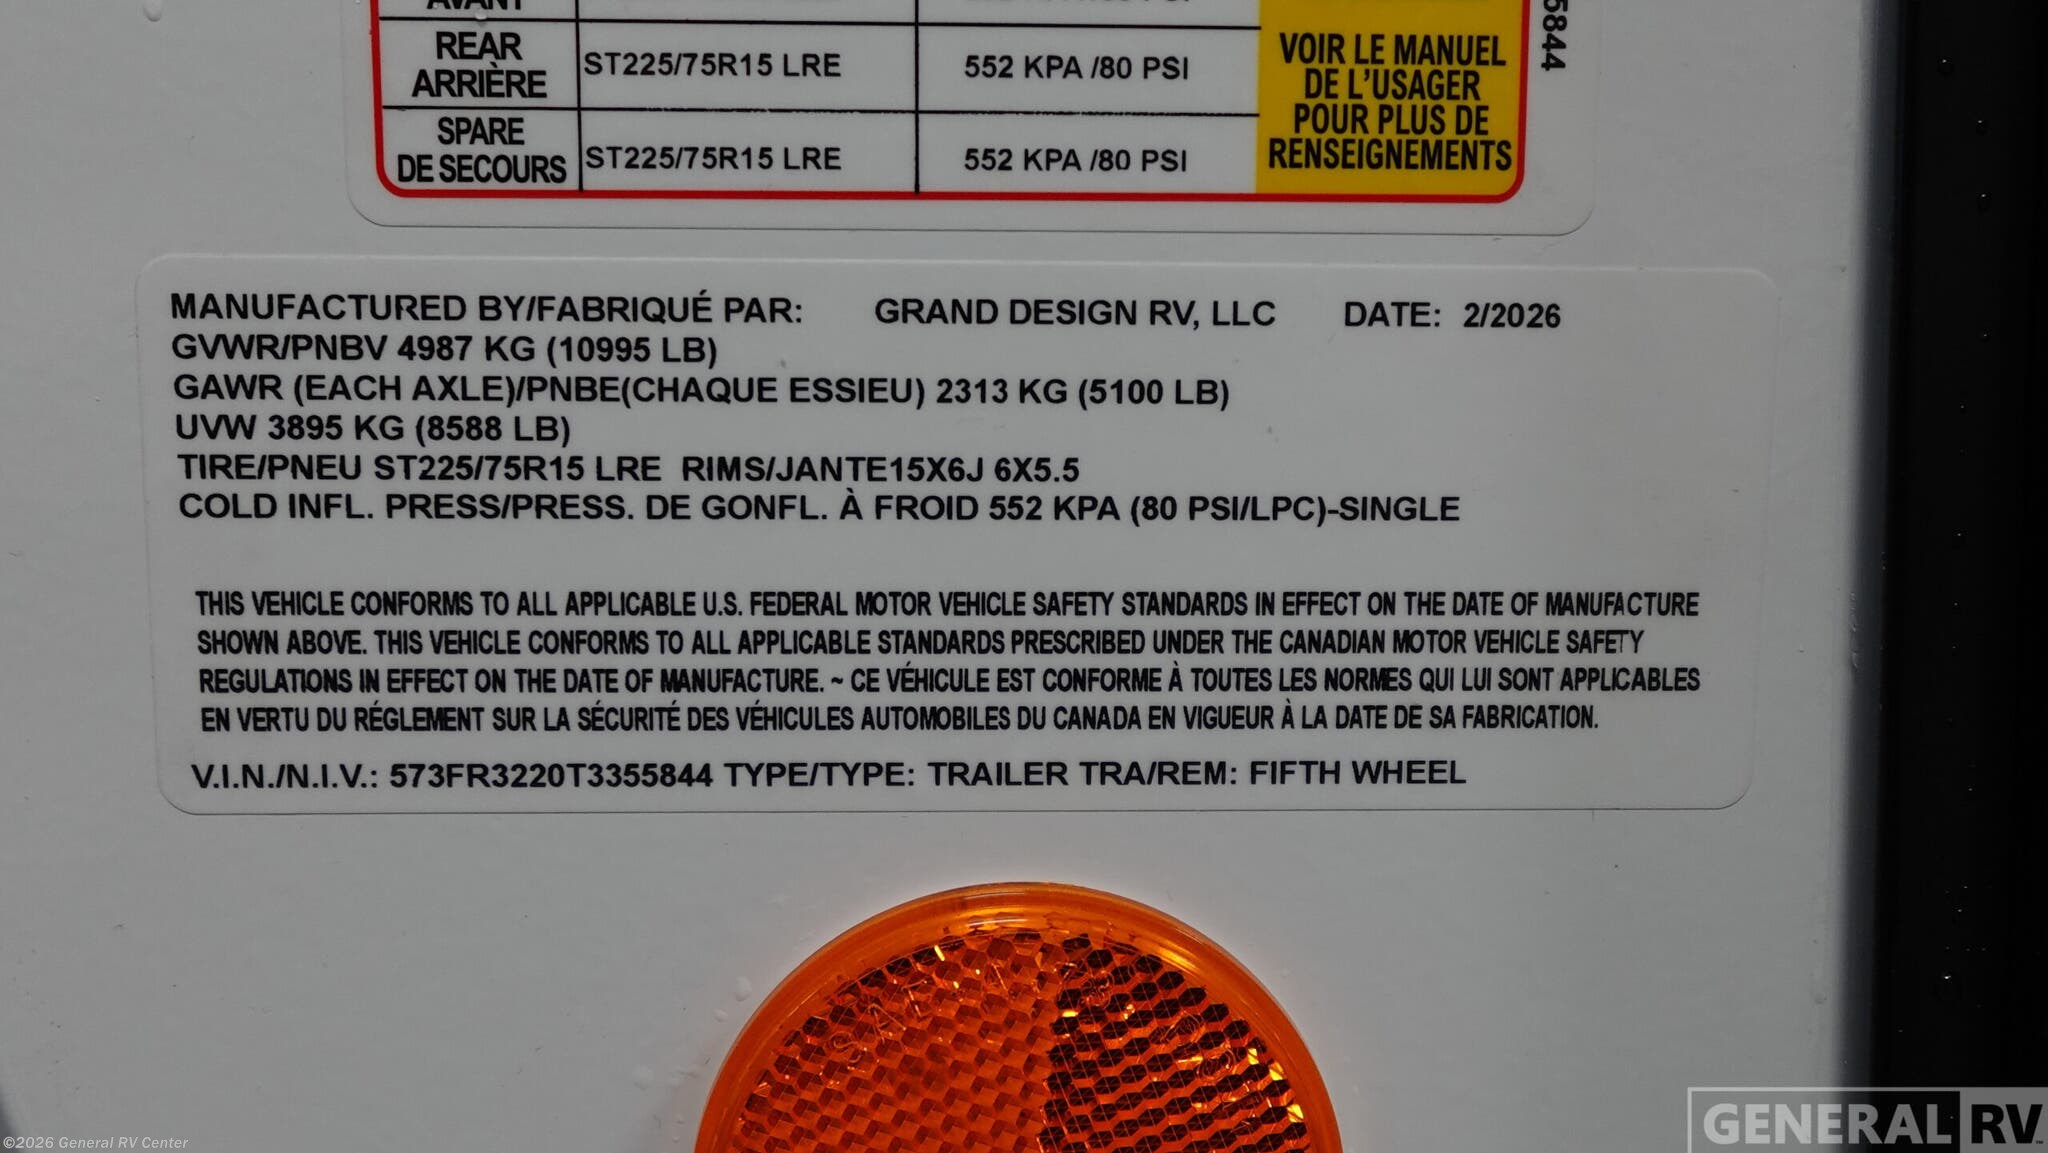 AVANT
REAR
ARRIÈRE
ST225/75R15 LRE
552 KPA /80 PSI
SPARE
DE SECOURS
ST225/75R15 LRE
552 KPA /80 PSI
VOIR LE MANUEL
DE L'USAGER
POUR PLUS DE
RENSEIGNEMENTS
5844
MANUFACTURED BY/FABRIQUÉ PAR: GRAND DESIGN RV, LLC DATE: 2/2026
GVWR/PNBV 4987 KG (10995 LB)
GAWR (EACH AXLE)/PNBE(CHAQUE ESSIEU) 2313 KG (5100 LB)
UVW 3895 KG (8588 LB)
TIRE/PNEU ST225/75R15 LRE RIMS/JANTE15X6J 6X5.5
COLD INFL. PRESS/PRESS. DE GONFL. À FROID 552 KPA (80 PSI/LPC)-SINGLE
THIS VEHICLE CONFORMS TO ALL APPLICABLE U.S. FEDERAL MOTOR VEHICLE SAFETY STANDARDS IN EFFECT ON THE DATE OF MANUFACTURE
SHOWN ABOVE. THIS VEHICLE CONFORMS TO ALL APPLICABLE STANDARDS PRESCRIBED UNDER THE CANADIAN MOTOR VEHICLE SAFETY
REGULATIONS IN EFFECT ON THE DATE OF MANUFACTURE. ~ CE VÉHICULE EST CONFORME À TOUTES LES NORMES QUI LUI SONT APPLICABLES
EN VERTU DU RÉGLEMENT SUR LA SÉCURITÉ DES VÉHICULES AUTOMOBILES DU CANADA EN VIGUEUR À LA DATE DE SA FABRICATION.
V.I.N./N.I.V.: 573FR3220T3355844 TYPE/TYPE: TRAILER TRA/REM: FIFTH WHEEL
©2026 General RV Center
GENERAL RV